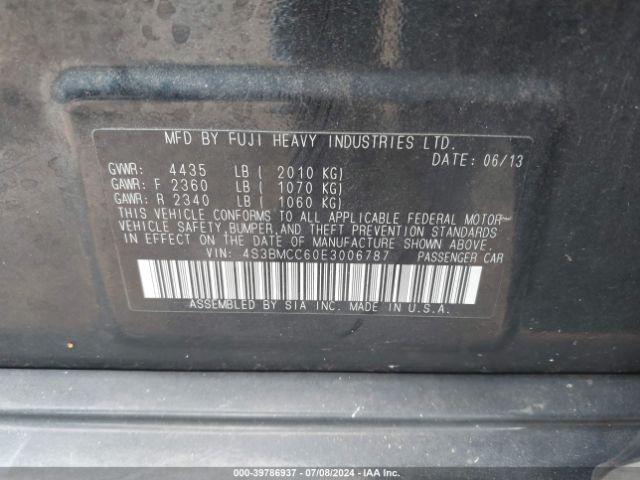 MFD BY FUJI HEAVY INDUSTRIES LTD.
DATE: 06/13
GVWR: 4435 LB ( 2010 KG)
GAWR: F 2360 LB ( 1070 KG)
GAWR: R 2340 LB ( 1060 KG)
THIS VEHICLE CONFORMS TO ALL APPLICABLE FEDERAL MOTOR-
VEHICLE SAFETY, BUMPER, AND THEFT PREVENTION STANDARDS
IN EFFECT ON THE DATE OF MANUFACTURE SHOWN ABOVE.
VIN: 4S3BMCC60E3006787 PASSENGER CAR
ASSEMBLED BY SIA INC. MADE IN U.S.A.
000-39786937 - 07/08/2024 - IAA Inc.